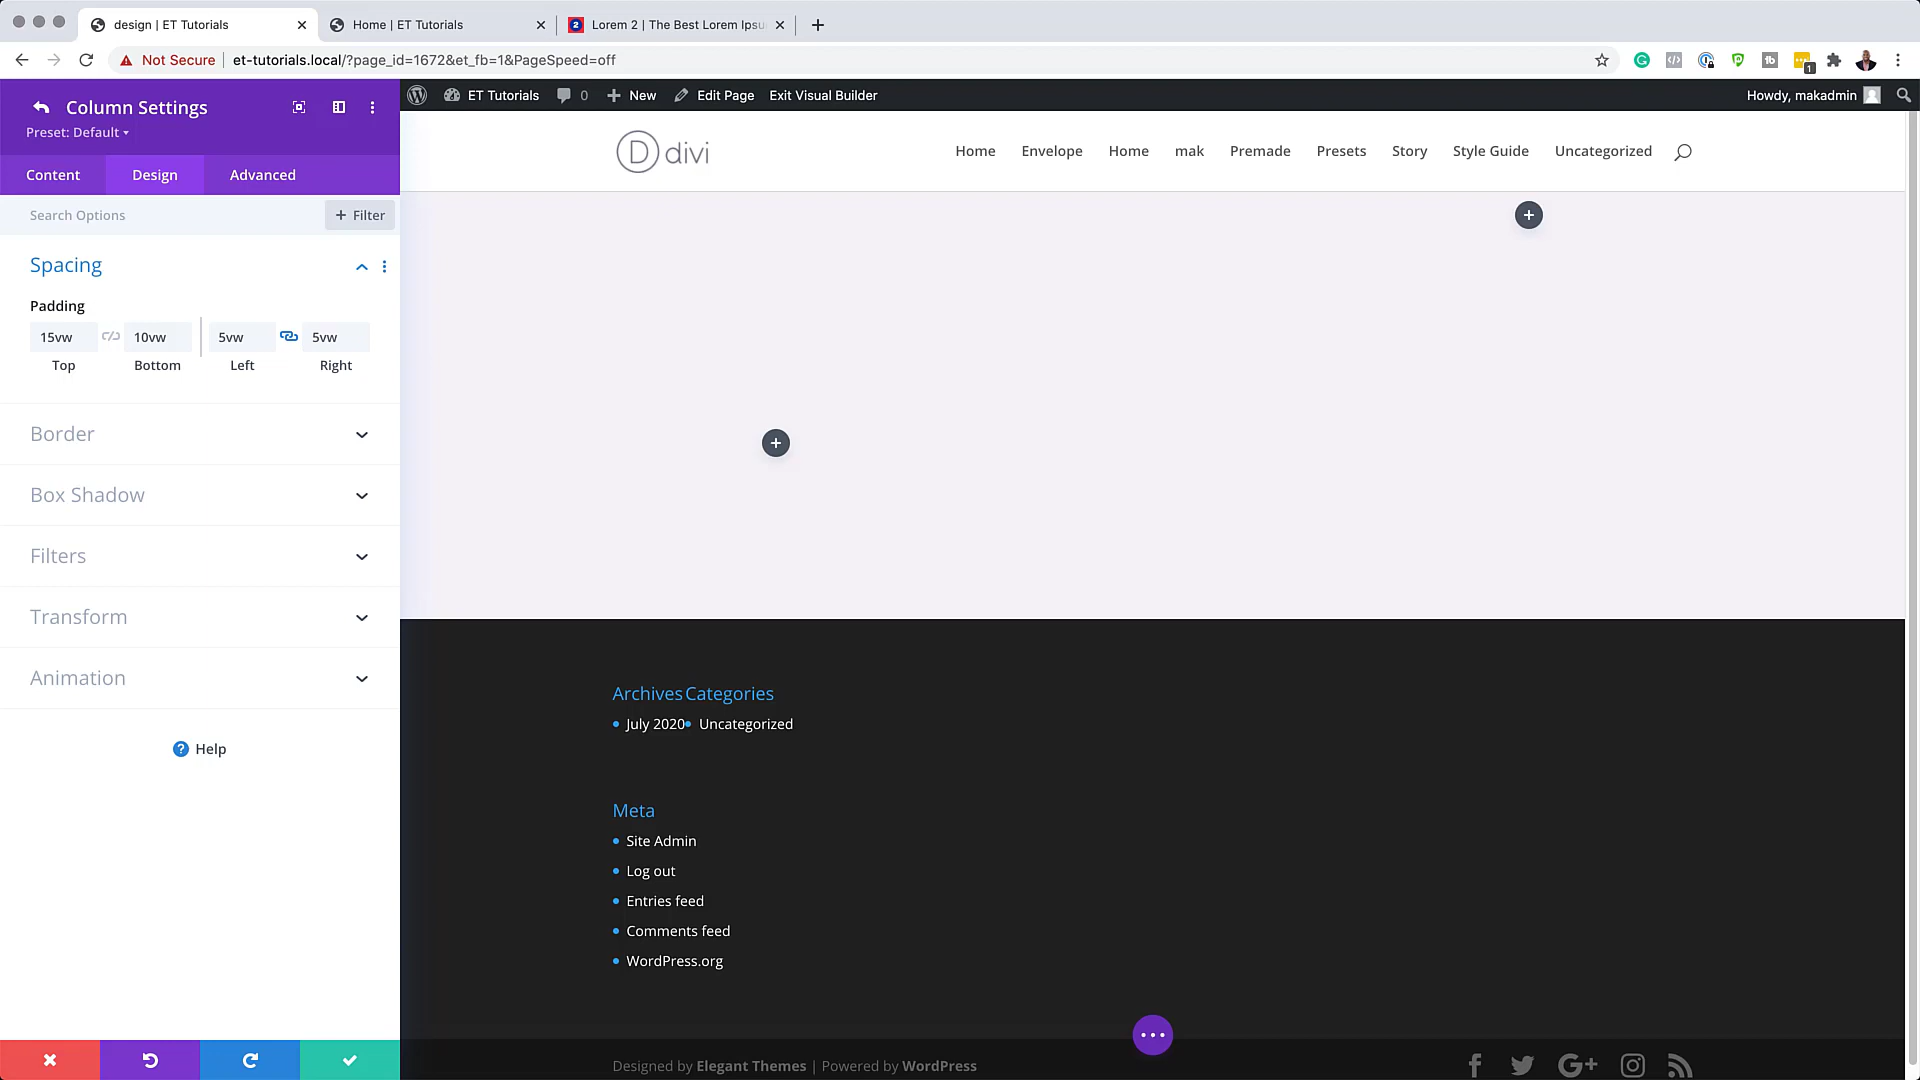 design | ET Tutorials
Home | ET Tutorials
Lorem 2 | The Best Lorem Ipsu
Not Secure
et-tutorials.local/?page_id=1672&et_fb=1&PageSpeed=off
1
Column Settings
Preset: Default
ET Tutorials
0
New
Edit Page
Exit Visual Builder
Howdy, makadmin
Content
Design
Advanced
D divi
Home
Envelope
Home
mak
Premade
Presets
Story
Style Guide
Uncategorized
Search Options
+ Filter
Spacing
Padding
15vw
10vw
5vw
5vw
Top
Bottom
Left
Right
Border
Box Shadow
Filters
Transform
Animation
Help
Archives
Categories
July 2020
Uncategorized
Meta
Site Admin
Log out
Entries feed
Comments feed
WordPress.org
Designed by Elegant Themes | Powered by WordPress